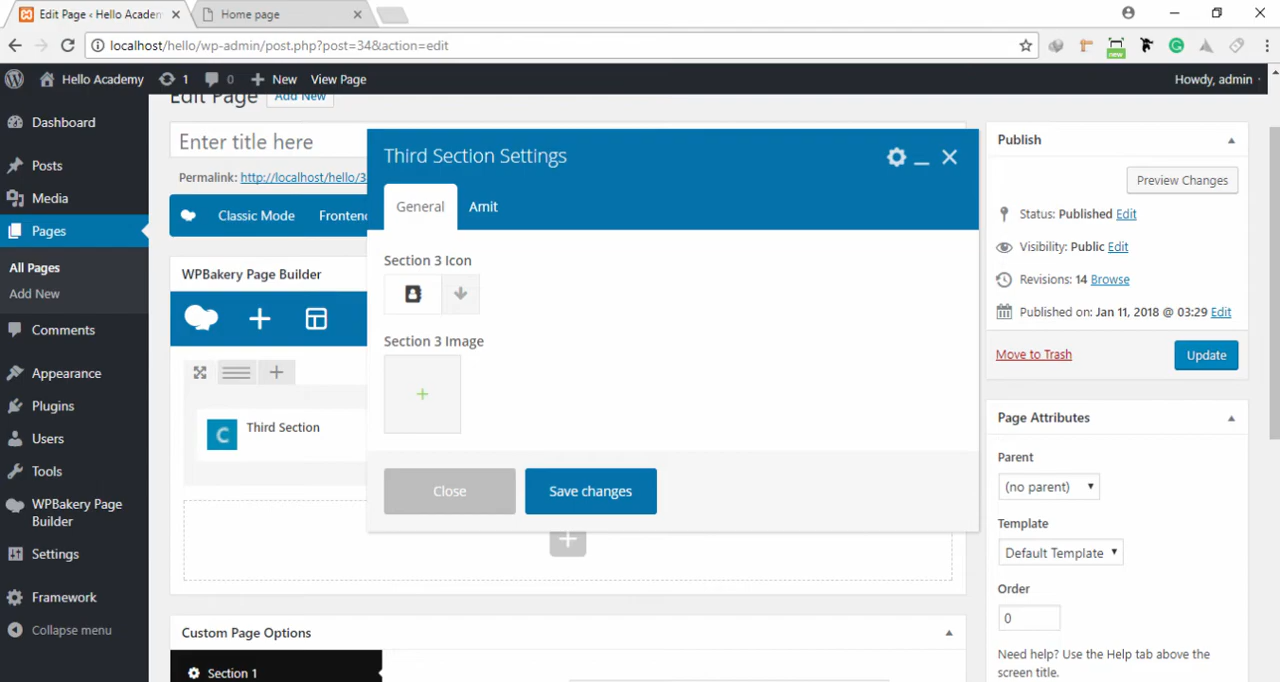 Edit Page ‹ Hello Academy
Home page
localhost/hello/wp-admin/post.php?post=34&action=edit
new
Hello Academy
1
0
New
View Page
Howdy, admin
Dashboard
Posts
Media
Pages
All Pages
Add New
Comments
Appearance
Plugins
Users
Tools
WPBakery Page
Builder
Settings
Framework
Collapse menu
Edit Page
Add New
Enter title here
Permalink: http://localhost/hello/3
Classic Mode
WPBakery Page Builder
C
Third Section
Third Section Settings
General
Amit
Section 3 Icon
Section 3 Image
Close
Save changes
Custom Page Options
Section 1
Publish
Preview Changes
Status: Published Edit
Visibility: Public Edit
Revisions: 14 Browse
Published on: Jan 11, 2018 @ 03:29 Edit
Move to Trash
Update
Page Attributes
Parent
(no parent)
Template
Default Template
Order
0
Need help? Use the Help tab above the
screen title.